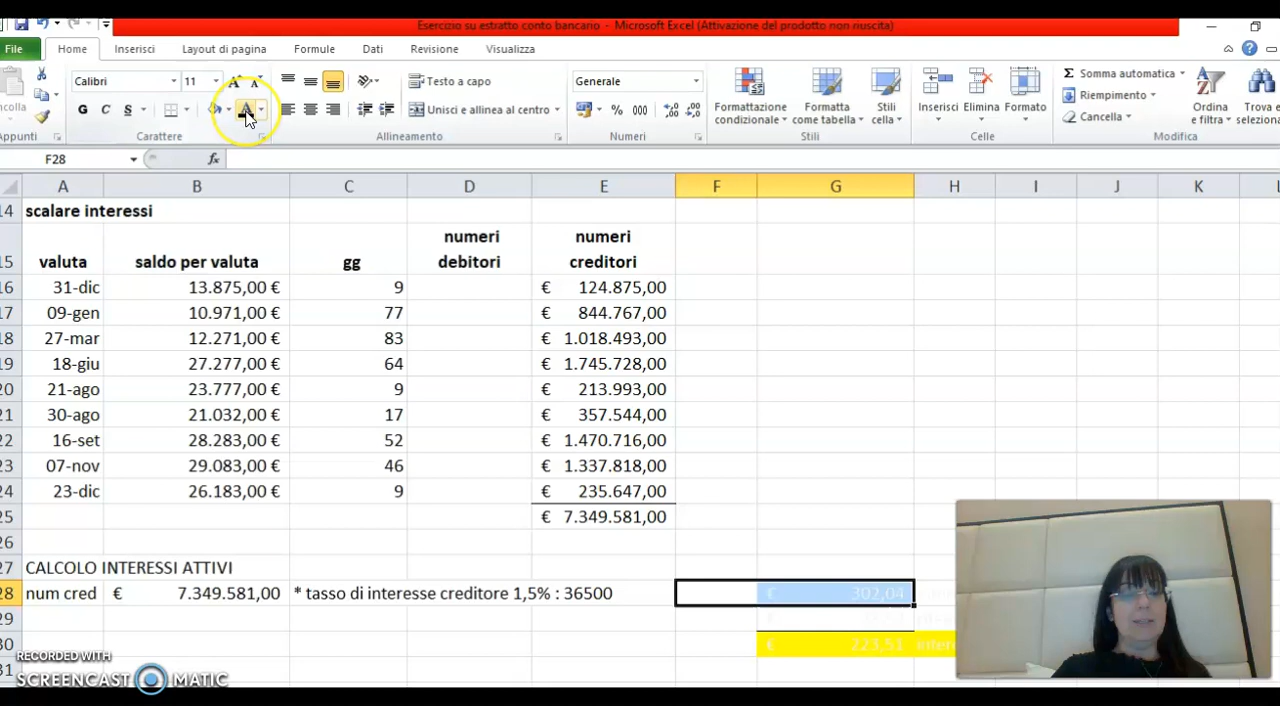 Esercizio su estratto conto bancario - Microsoft Excel (Attivazione del prodotto non riuscita)
File Home Inserisci Layout di pagina Formule Dati Revisione Visualizza
Calibri 11 Testo a capo Generale Σ Somma automatica
Riempimento
G C S Unisci e allinea al centro % 000 Formattazione condizionale Formatta come tabella Stili cella Inserisci Elimina Formato Cancella Ordina e filtra
Carattere Allineamento Numeri Stili Celle Modifica
F28 fx
A B C D E F G H I J K L
14 scalare interessi
15 valuta saldo per valuta gg numeri debitori numeri creditori
16 31-dic 13.875,00 € 9 € 124.875,00
17 09-gen 10.971,00 € 77 € 844.767,00
18 27-mar 12.271,00 € 83 € 1.018.493,00
19 18-giu 27.277,00 € 64 € 1.745.728,00
20 21-ago 23.777,00 € 9 € 213.993,00
21 30-ago 21.032,00 € 17 € 357.544,00
22 16-set 28.283,00 € 52 € 1.470.716,00
23 07-nov 29.083,00 € 46 € 1.337.818,00
24 23-dic 26.183,00 € 9 € 235.647,00
25 € 7.349.581,00
26
27 CALCOLO INTERESSI ATTIVI
28 num cred € 7.349.581,00 * tasso di interesse creditore 1,5% : 36500 € 302,04
29
30 € 223,51
31
RECORDED WITH
SCREENCAST MATIC